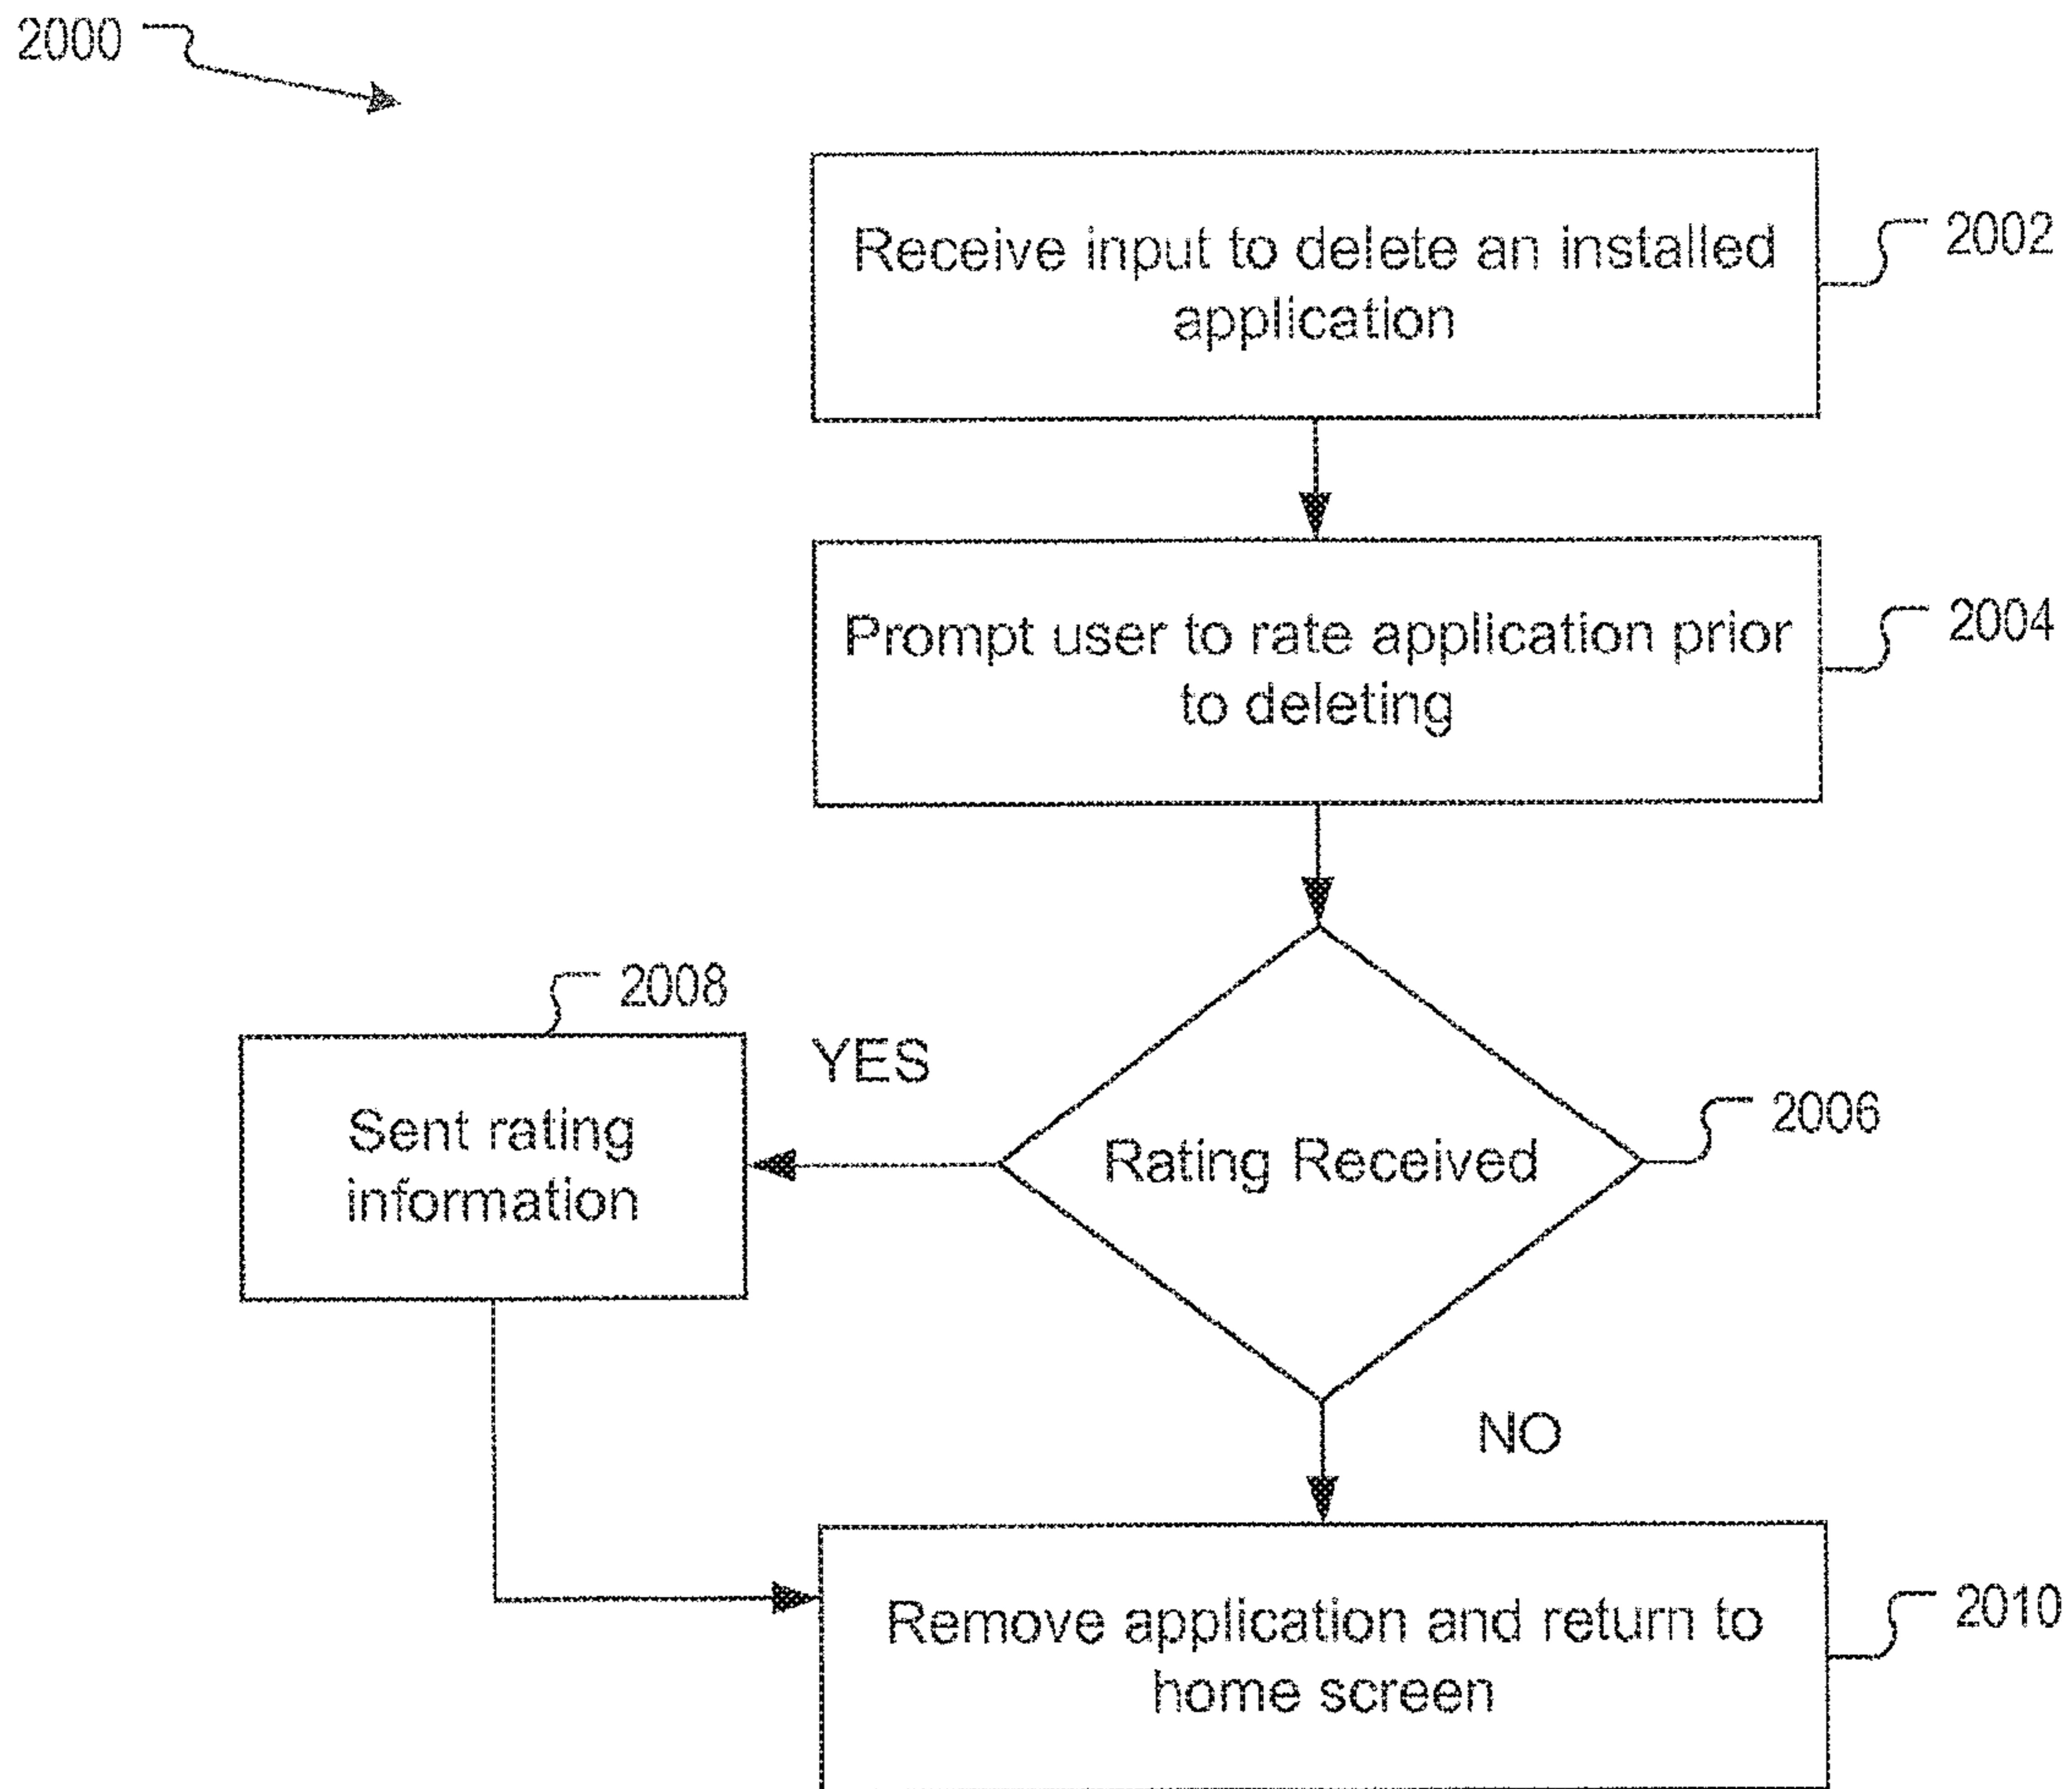 2000
Receive input to delete an installed
application
2002
Prompt user to rate application prior
to deleting
2004
2008
YES
Sent rating
information
Rating Received
2006
NO
Remove application and return to
home screen
2010